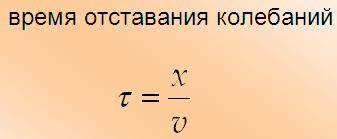 время отставания колебаний
τ = x/v